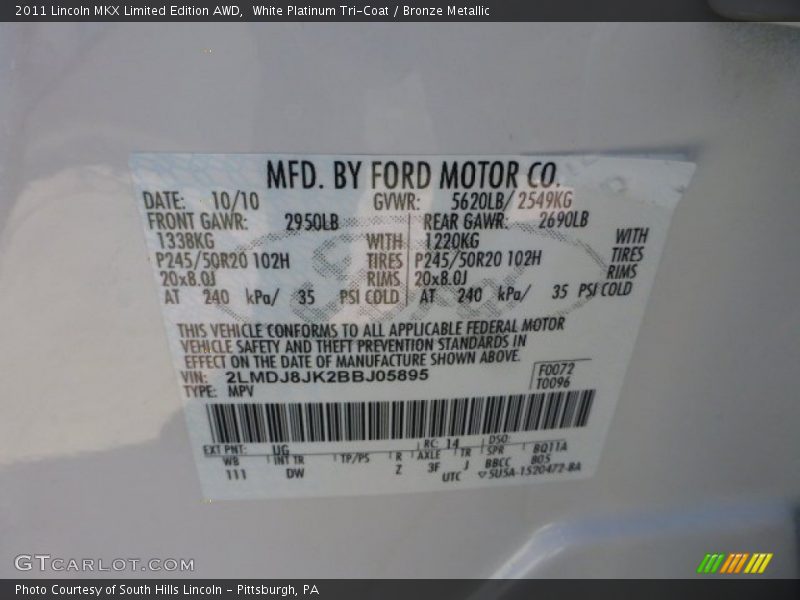 2011 Lincoln MKX Limited Edition AWD, White Platinum Tri-Coat / Bronze Metallic
MFD. BY FORD MOTOR CO.
DATE: 10/10 GVWR: 5620LB/ 2549KG
FRONT GAWR: 2950LB REAR GAWR: 2690LB
1338KG WITH 1220KG WITH
P245/50R20 102H TIRES P245/50R20 102H TIRES
20x8.0J RIMS 20x8.0J RIMS
AT 240 kPa/ 35 PSI COLD AT 240 kPa/ 35 PSI COLD
THIS VEHICLE CONFORMS TO ALL APPLICABLE FEDERAL MOTOR
VEHICLE SAFETY AND THEFT PREVENTION STANDARDS IN
EFFECT ON THE DATE OF MANUFACTURE SHOWN ABOVE.
VIN: 2LMDJ8JK2BBJ05895 F0072
TYPE: MPV T0096
EXT PNT: UG RC: 14 DSO:
WB INT TR TP/PS R AXLE TR SPR BQ11A
111 DW Z 3F J BBCC B05
UTC 5U5A-1520472-BA
GTCARLOT.COM
Photo Courtesy of South Hills Lincoln - Pittsburgh, PA